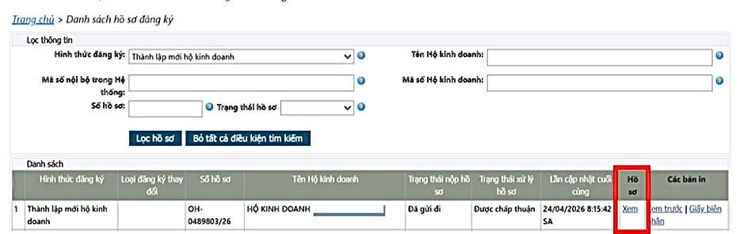 Trang chủ > Danh sách hồ sơ đăng ký
Lọc thông tin
Hình thức đăng ký: Thành lập mới hộ kinh doanh
Tên Hộ kinh doanh:
Mã số nội bộ trong Hệ thống:
Mã số Hộ kinh doanh:
Số hồ sơ:
Trạng thái hồ sơ
Lọc hồ sơ
Bỏ tất cả điều kiện tìm kiếm
Danh sách
Hình thức đăng ký
Loại đăng ký thay đổi
Số hồ sơ
Tên Hộ kinh doanh
Trạng thái nộp hồ sơ
Trạng thái xử lý hồ sơ
Lần cập nhật cuối cùng
Hồ sơ
Các bản in
1
Thành lập mới hộ kinh doanh
OH-0489803/26
HỘ KINH DOANH
Đã gửi đi
Được chấp thuận
24/04/2026 8:15:42 SA
Xem
em trước | Giấy biên
hận